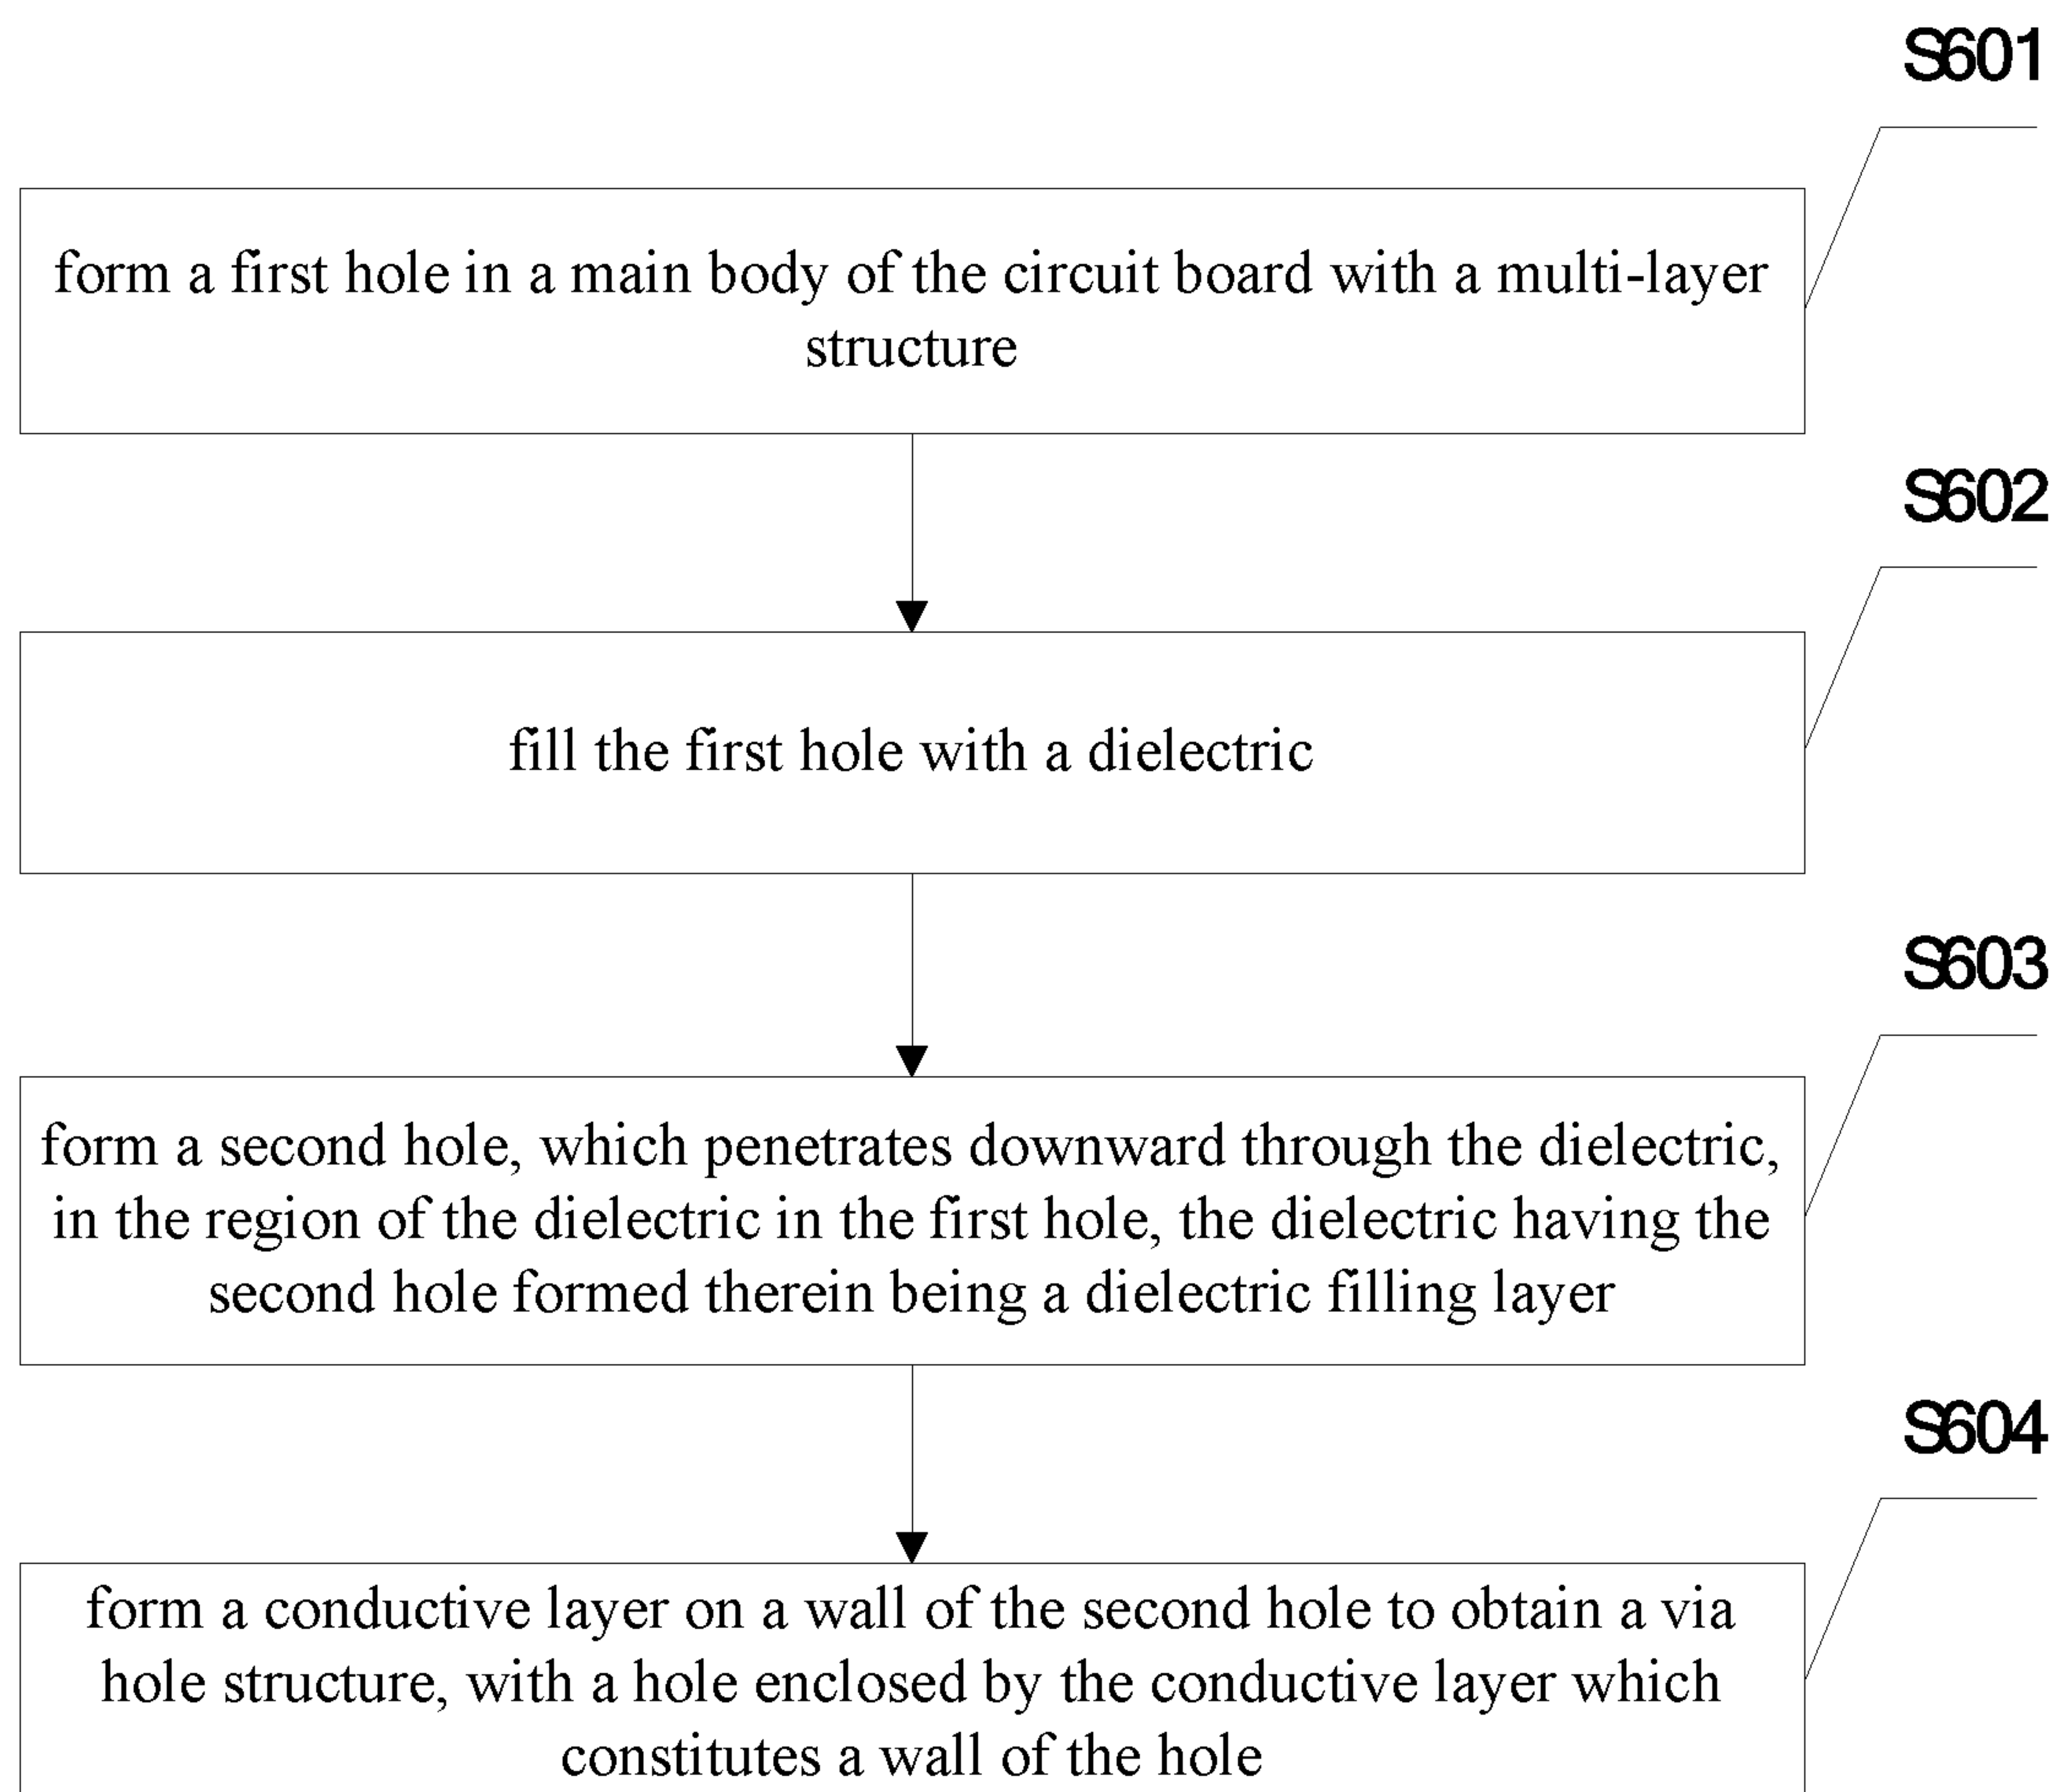 S601
form a first hole in a main body of the circuit board with a multi-layer
structure
S602
fill the first hole with a dielectric
S603
form a second hole, which penetrates downward through the dielectric,
in the region of the dielectric in the first hole, the dielectric having the
second hole formed therein being a dielectric filling layer
S604
form a conductive layer on a wall of the second hole to obtain a via
hole structure, with a hole enclosed by the conductive layer which
constitutes a wall of the hole